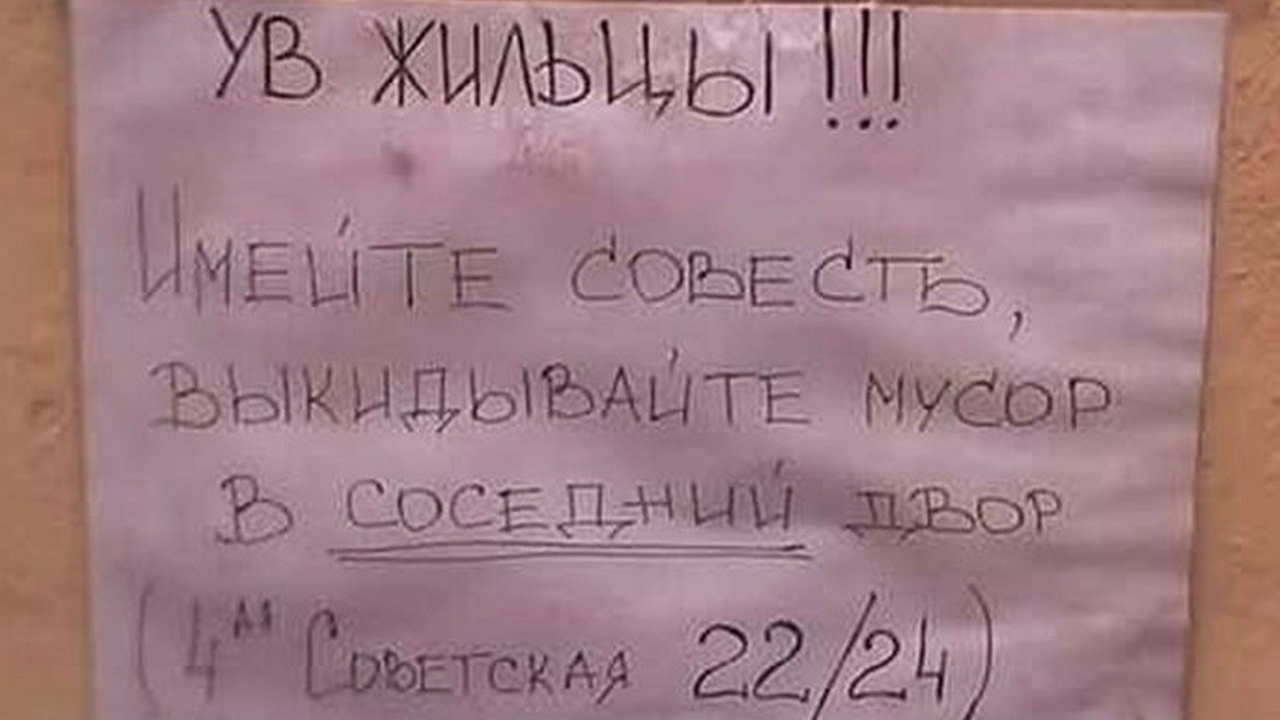 УВ ЖИЛЬЦЫ!!!
ИМЕЙТЕ СОВЕСТЬ,
ВЫКИДЫВАЙТЕ МУСОР
В СОСЕДНИЙ ДВОР
(4ая СОВЕТСКАЯ 22/24)